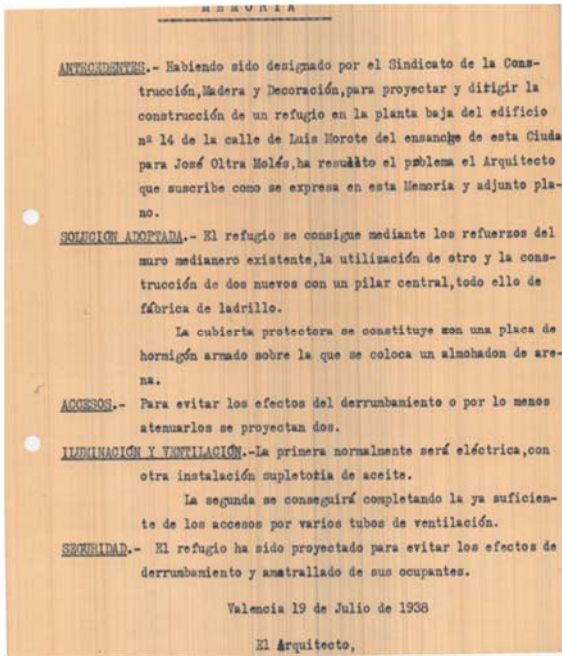 MEMORIA
ANTECEDENTES.- Habiendo sido designado por el Sindicato de la Cons-
trucción,Madera y Decoración,para proyectar y ditigir la
construcción de un refugio en la planta baja del edificio
nº 14 de la calle de Luis Morote del ensanche de esta Ciuda
para José Oltra Molés,ha resuelto el poblema el Arquitecto
que suscribe como se expresa en esta Memoria y adjunto pla-
no.
SOLUCION ADOPTADA.- El refugio se consigue mediante los refuerzos del
muro medianero existente,la utilización de otro y la cons-
trucción de dos nuevos con un pilar central,todo ello de
fábrica de ladrillo.
La cubierta protectora se constituye con una placa de
hormigón armado sobre la que se coloca un almohadon de are-
na.
ACCESOS.- Para evitar los efectos del derrumbamiento o por lo menos
atenuarlos se proyectan dos.
ILUMINACIÓN Y VENTILACIÓN.-La primera normalmente será eléctrica,con
otra instalación supletotia de aceite.
La segunda se conseguirá completando la ya suficien-
te de los accesos por varios tubos de ventilación.
SEGURIDAD.- El refugio ha sido proyectado para evitar los efectos de
derrumbamiento y ametrallado de sus ocupantes.
Valencia 19 de Julio de 1938
El Arquitecto,